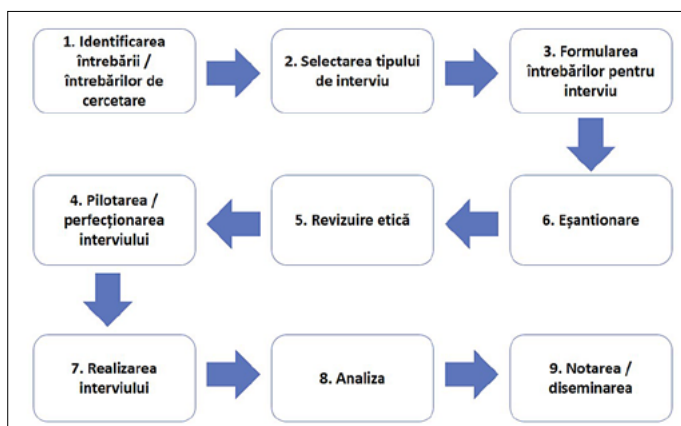 1. Identificarea
întrebării /
întrebărilor de
cercetare
2. Selectarea tipului
de interviu
3. Formularea
întrebărilor pentru
interviu
4. Pilotarea /
perfecționarea
interviului
5. Revizuire etică
6. Eșantionare
7. Realizarea
interviului
8. Analiza
9. Notarea /
diseminarea